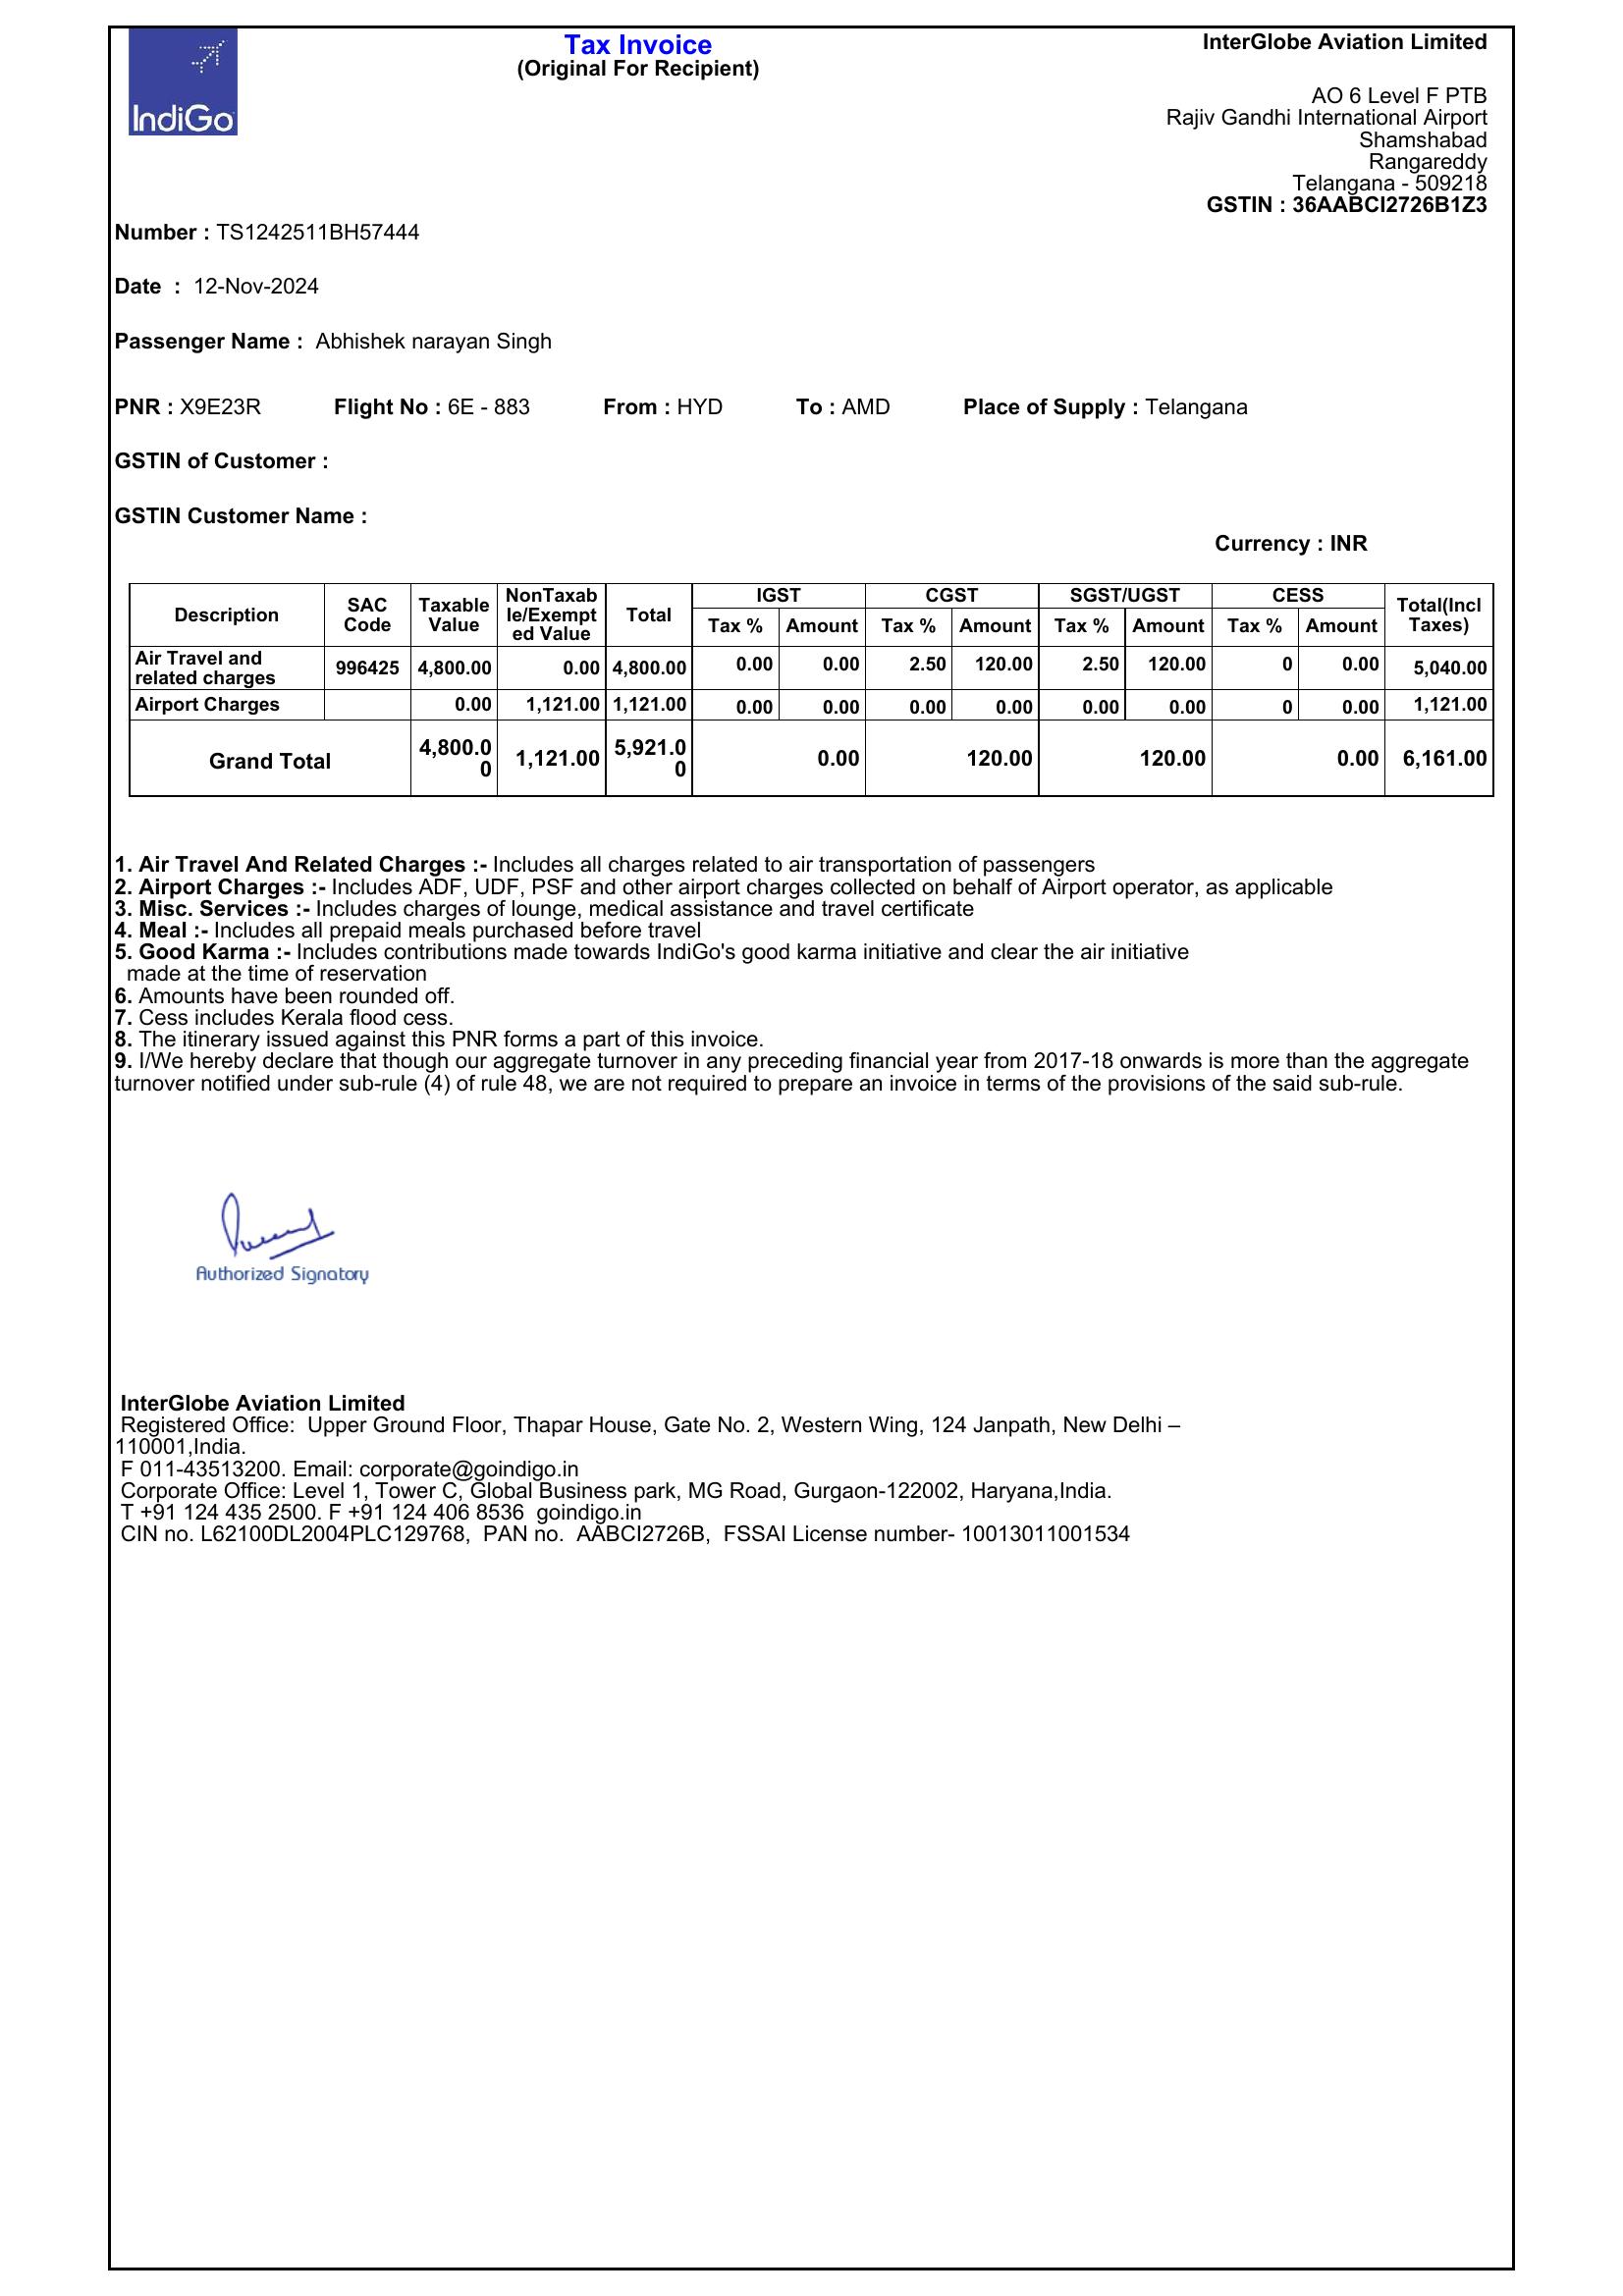 IndiGo
Tax Invoice
(Original For Recipient)
InterGlobe Aviation Limited
AO 6 Level F PTB
Rajiv Gandhi International Airport
Shamshabad
Rangareddy
Telangana - 509218
GSTIN : 36AABCI2726B1Z3
Number : TS1242511BH57444
Date : 12-Nov-2024
Passenger Name : Abhishek narayan Singh
PNR : X9E23R Flight No : 6E - 883 From : HYD To : AMD Place of Supply : Telangana
GSTIN of Customer :
GSTIN Customer Name :
Currency : INR
Description SAC Code Taxable Value NonTaxable/Exempted Value Total IGST CGST SGST/UGST CESS Total(Incl Taxes)
Tax % Amount Tax % Amount Tax % Amount Tax % Amount
Air Travel and related charges 996425 4,800.00 0.00 4,800.00 0.00 0.00 2.50 120.00 2.50 120.00 0 0.00 5,040.00
Airport Charges 0.00 1,121.00 1,121.00 0.00 0.00 0.00 0.00 0.00 0.00 0 0.00 1,121.00
Grand Total 4,800.00 1,121.00 5,921.00 0.00 120.00 120.00 0.00 6,161.00
1. Air Travel And Related Charges :- Includes all charges related to air transportation of passengers
2. Airport Charges :- Includes ADF, UDF, PSF and other airport charges collected on behalf of Airport operator, as applicable
3. Misc. Services :- Includes charges of lounge, medical assistance and travel certificate
4. Meal :- Includes all prepaid meals purchased before travel
5. Good Karma :- Includes contributions made towards IndiGo's good karma initiative and clear the air initiative
made at the time of reservation
6. Amounts have been rounded off.
7. Cess includes Kerala flood cess.
8. The itinerary issued against this PNR forms a part of this invoice.
9. I/We hereby declare that though our aggregate turnover in any preceding financial year from 2017-18 onwards is more than the aggregate
turnover notified under sub-rule (4) of rule 48, we are not required to prepare an invoice in terms of the provisions of the said sub-rule.
Authorized Signatory
InterGlobe Aviation Limited
Registered Office: Upper Ground Floor, Thapar House, Gate No. 2, Western Wing, 124 Janpath, New Delhi –
110001,India.
F 011-43513200. Email: corporate@goindigo.in
Corporate Office: Level 1, Tower C, Global Business park, MG Road, Gurgaon-122002, Haryana,India.
T +91 124 435 2500. F +91 124 406 8536 goindigo.in
CIN no. L62100DL2004PLC129768, PAN no. AABCI2726B, FSSAI License number- 10013011001534